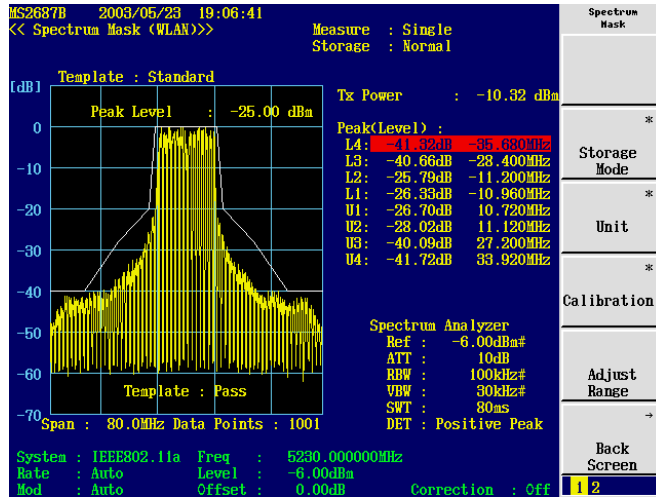 MS2687B 2003/05/23 19:06:41
<< Spectrum Mask (WLAN)>>
Measure : Single
Storage : Normal
Template : Standard
[dB]
Peak Level : -25.00 dBm
0
-10
-20
-30
-40
-50
-60
-70
Template : Pass
Span : 80.0MHz Data Points : 1001
Tx Power : -10.32 dBm
Peak(Level) :
L4: -41.32dB -35.680MHz
L3: -40.66dB -28.400MHz
L2: -25.79dB -11.200MHz
L1: -26.33dB -10.960MHz
U1: -26.70dB 10.720MHz
U2: -28.02dB 11.120MHz
U3: -40.09dB 27.200MHz
U4: -41.72dB 33.920MHz
Spectrum Analyzer
Ref : -6.00dBm#
ATT : 10dB
RBW : 100kHz#
VBW : 30kHz#
SWT : 80ms
DET : Positive Peak
System : IEEE802.11a Freq : 5230.000000MHz
Rate : Auto Level : -6.00dBm
Mod : Auto Offset : 0.00dB Correction : Off
Spectrum
Mask
*
Storage
Mode
*
Unit
*
Calibration
Adjust
Range
→
Back
Screen
1 2